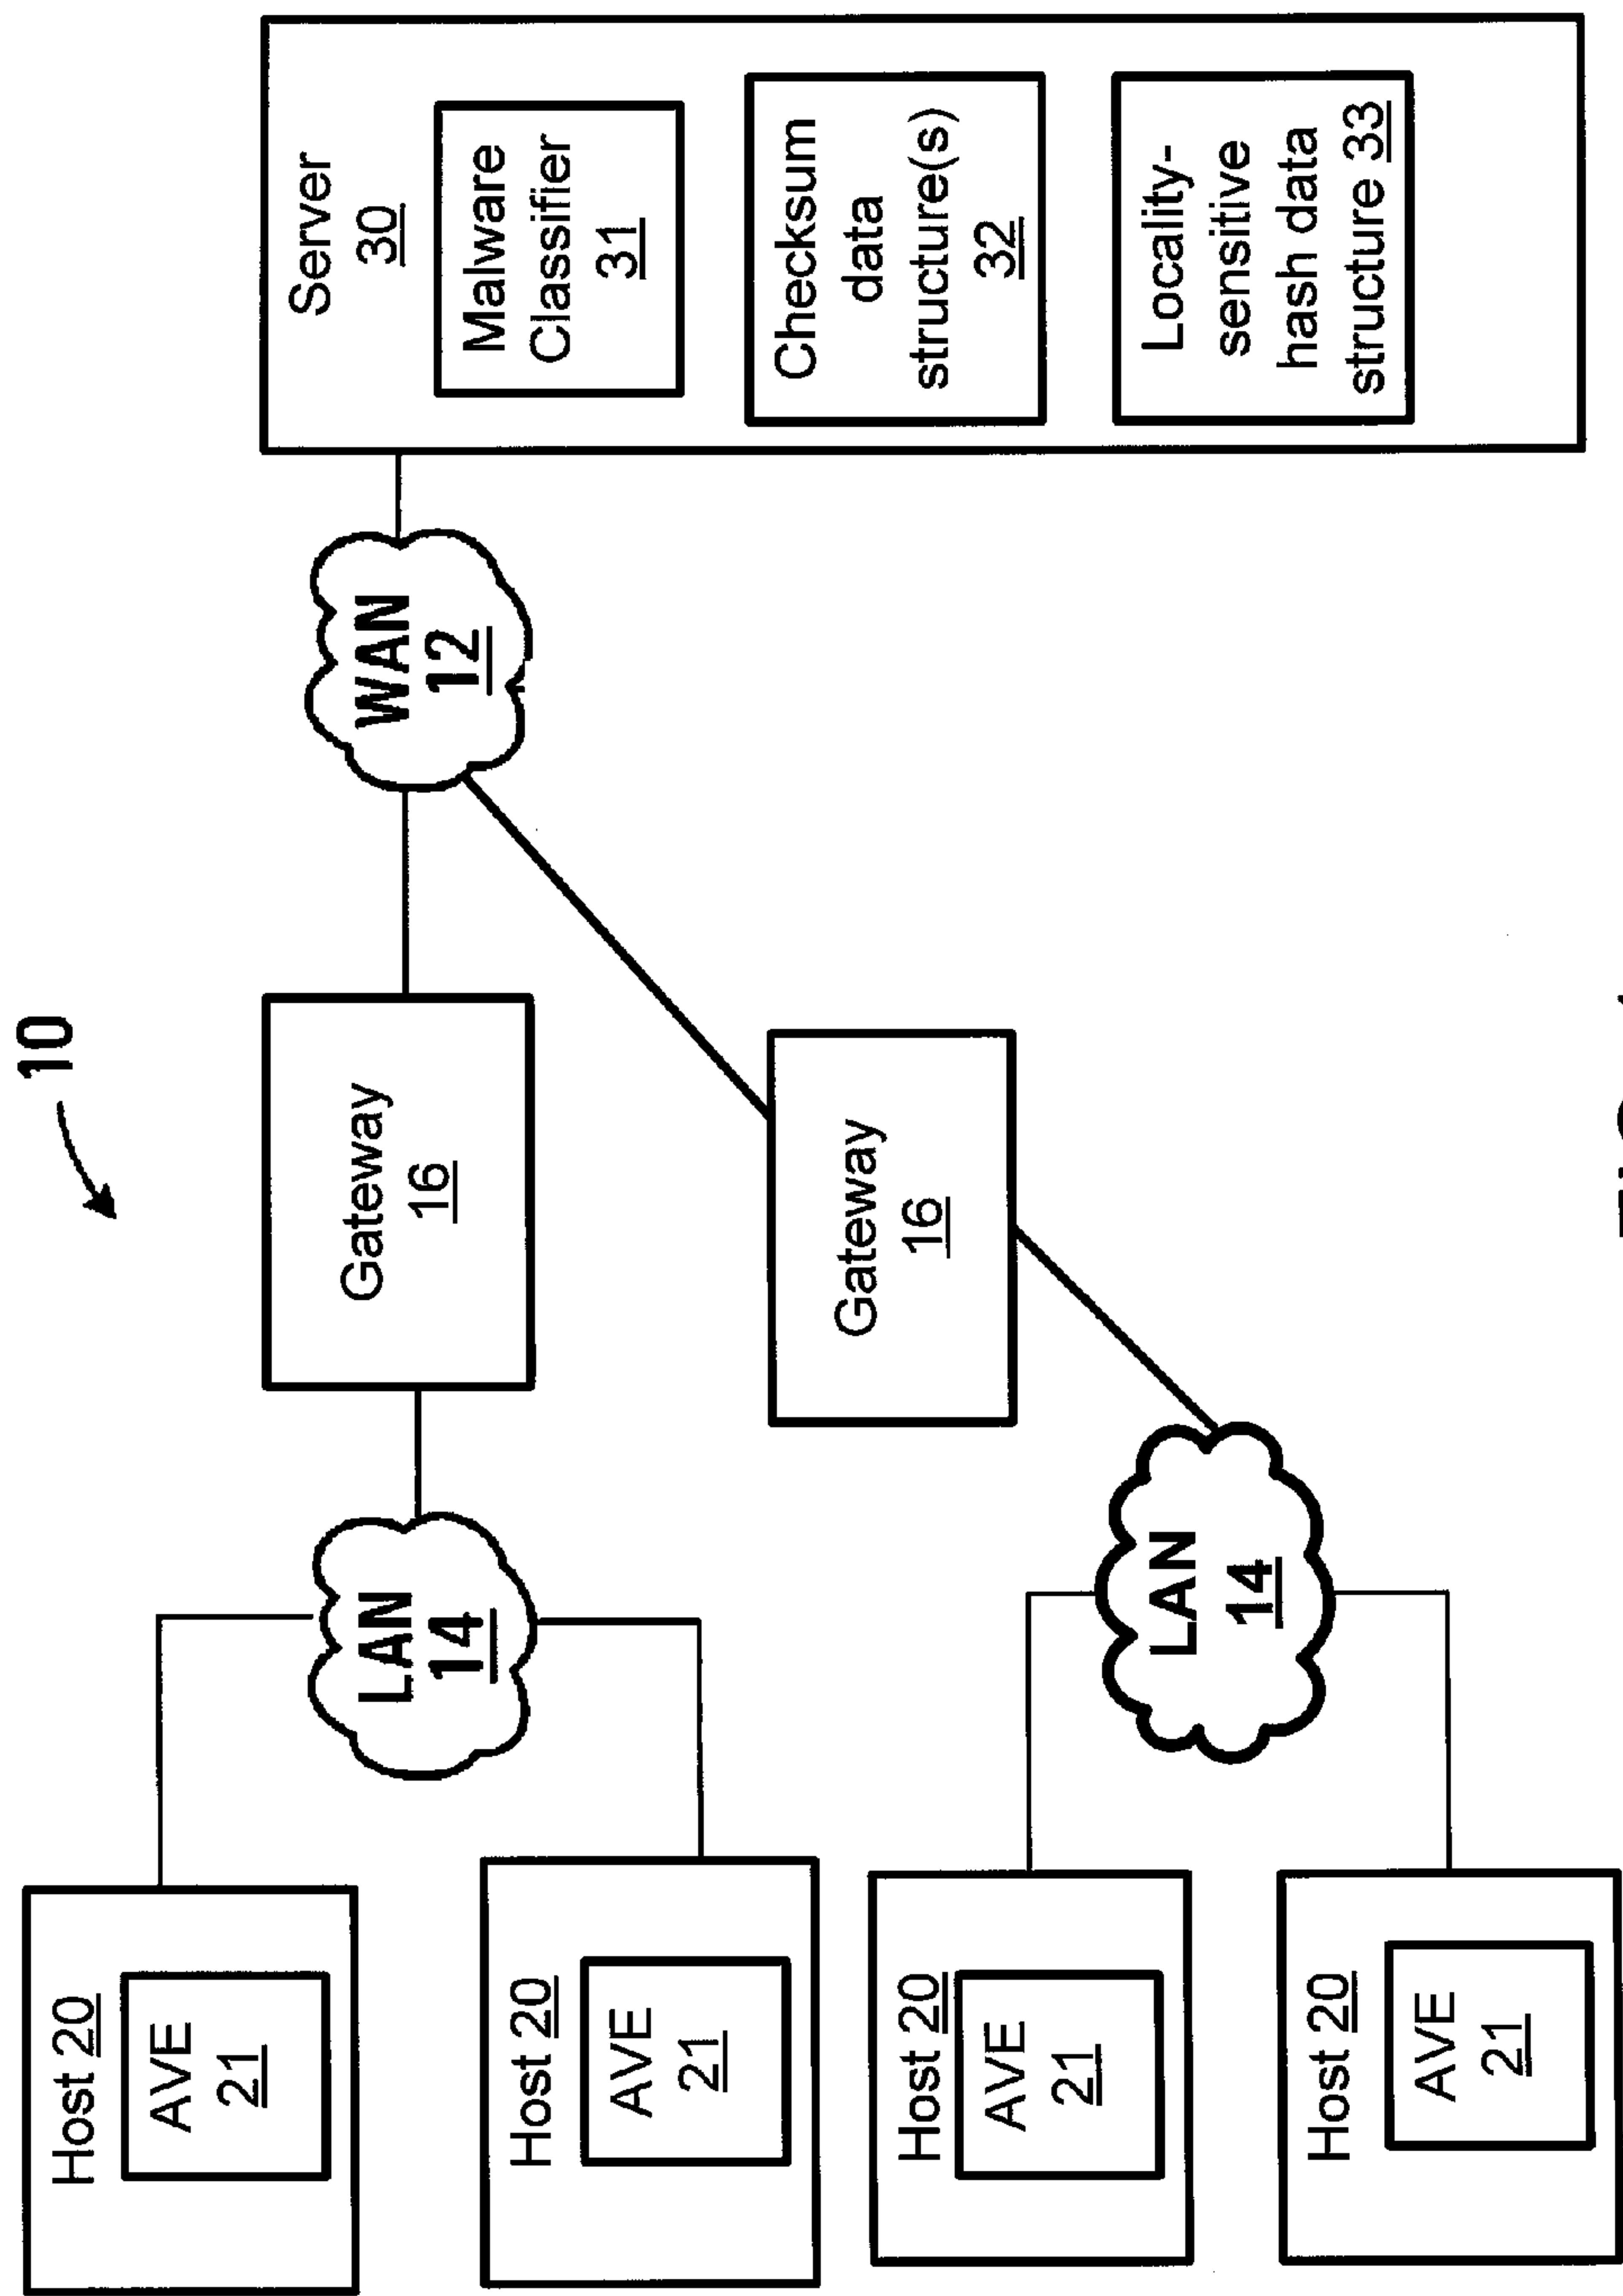 10
Host 20
AVE
21
Host 20
AVE
21
LAN
14
Gateway
16
WAN
12
Server
30
Malware
Classifier
31
Checksum
data
structure(s)
32
Locality-
sensitive
hash data
structure 33
Gateway
16
LAN
14
Host 20
AVE
21
Host 20
AVE
21